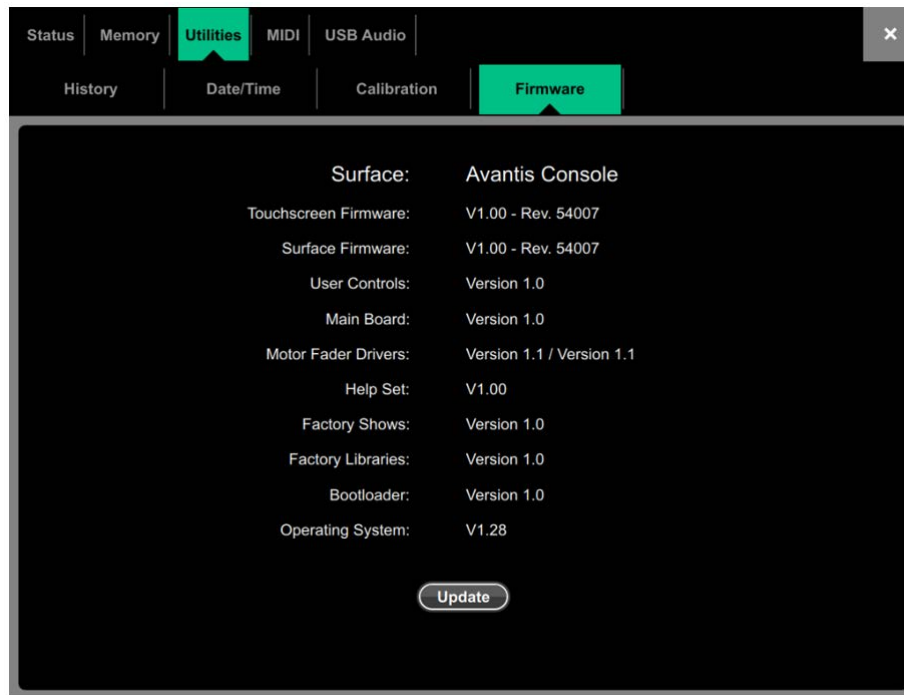 Status Memory Utilities MIDI USB Audio ×
History Date/Time Calibration Firmware
Surface: Avantis Console
Touchscreen Firmware: V1.00 - Rev. 54007
Surface Firmware: V1.00 - Rev. 54007
User Controls: Version 1.0
Main Board: Version 1.0
Motor Fader Drivers: Version 1.1 / Version 1.1
Help Set: V1.00
Factory Shows: Version 1.0
Factory Libraries: Version 1.0
Bootloader: Version 1.0
Operating System: V1.28
Update